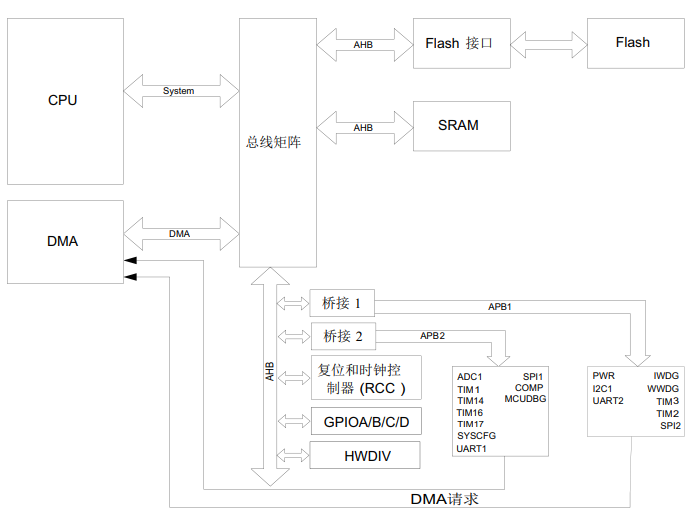 CPU
System
总线矩阵
AHB
Flash 接口
Flash
AHB
SRAM
DMA
DMA
AHB
桥接 1
APB1
桥接 2
APB2
复位和时钟控
制器 (RCC )
GPIOA/B/C/D
HWDIV
ADC1
TIM1
TIM14
TIM16
TIM17
SYSCFG
UART1
SPI1
COMP
MCUDBG
PWR
I2C1
UART2
IWDG
WWDG
TIM3
TIM2
SPI2
DMA请求